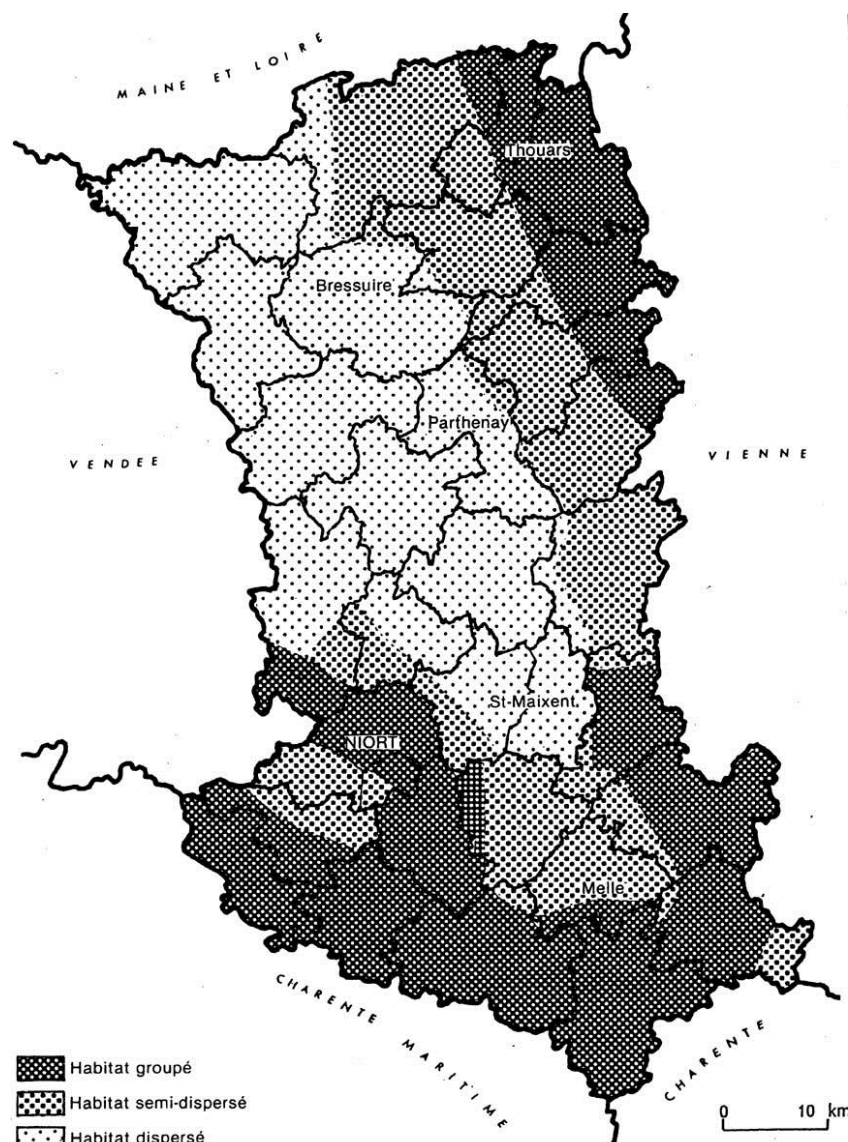 MAINE ET LOIRE
Thouars
Bressuire
Parthenay
VENDEE
VIENNE
St-Maixent
NIORT
Melle
CHARENTE MARITIME
CHARENTE
Habitat groupé
Habitat semi-dispersé
Habitat dispersé
0 10 km